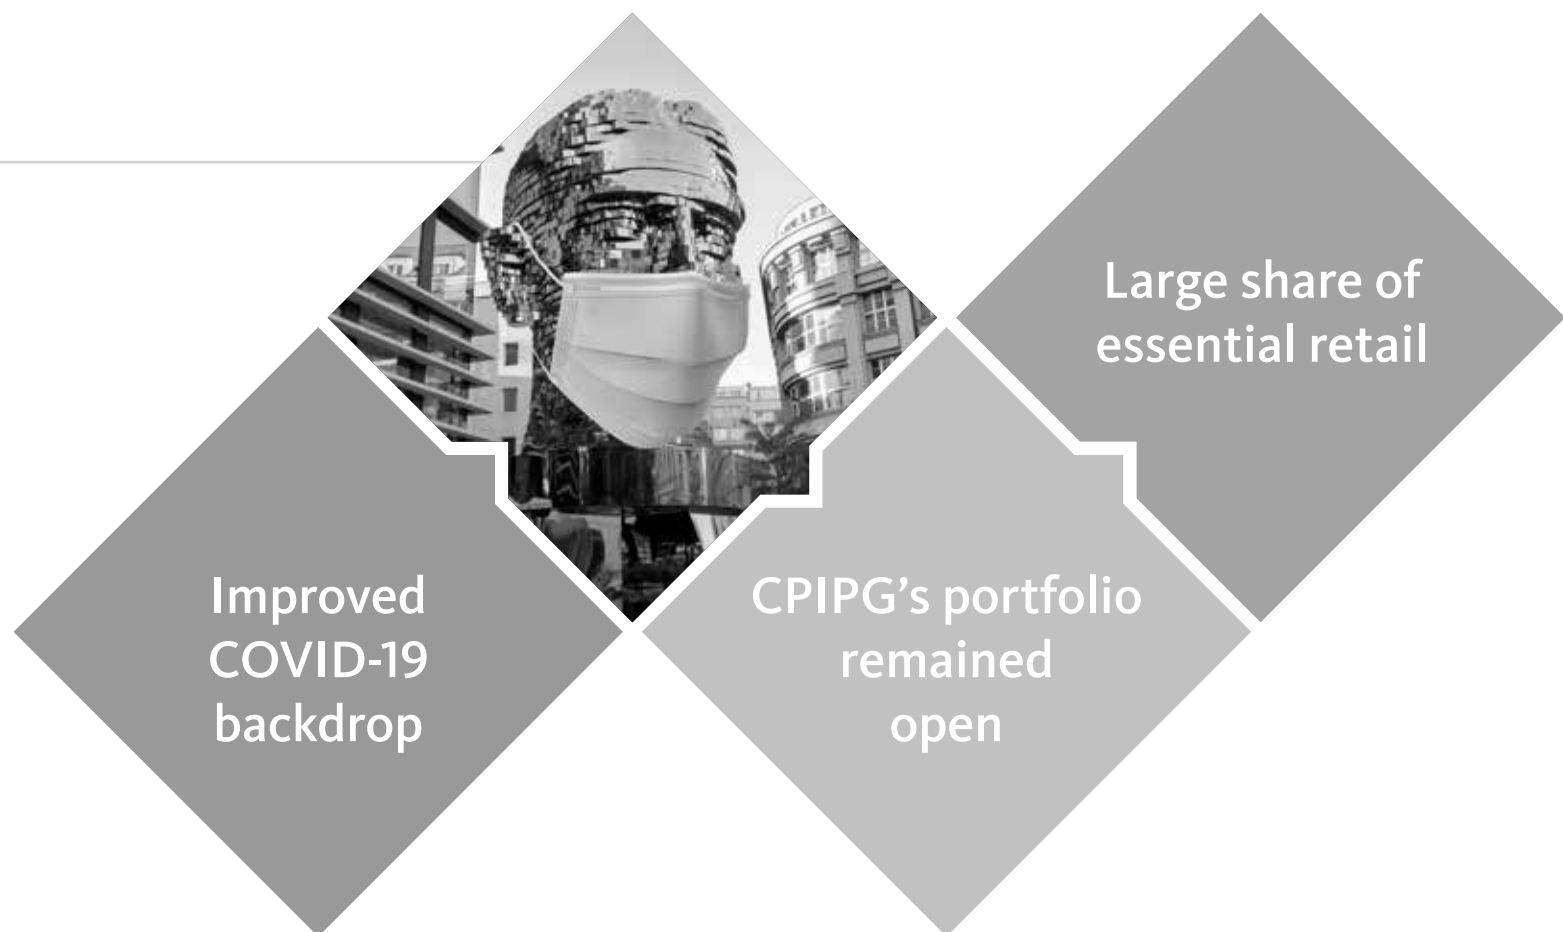 Improved
COVID-19
backdrop
CPIPG’s portfolio
remained
open
Large share of
essential retail